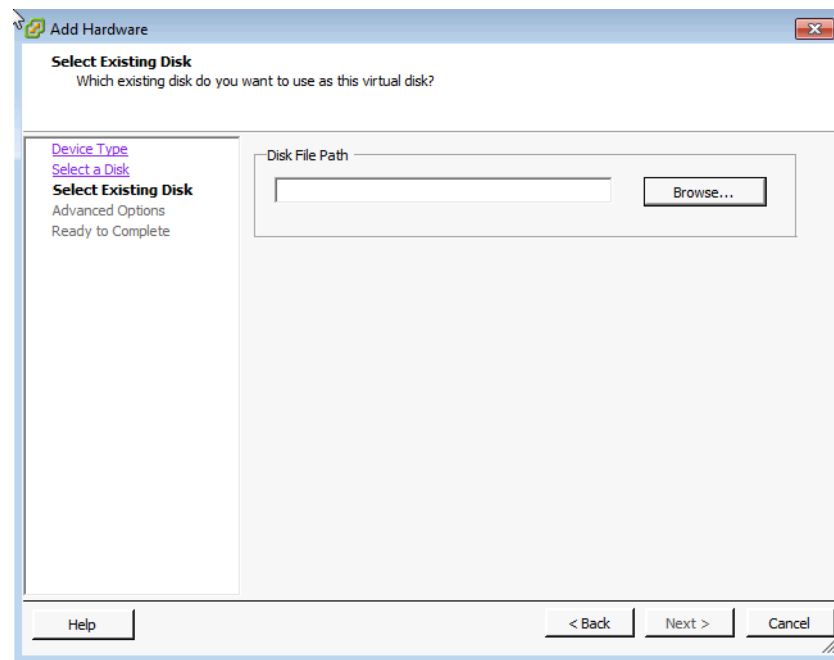 Add Hardware
Select Existing Disk
Which existing disk do you want to use as this virtual disk?
Device Type
Select a Disk
Select Existing Disk
Advanced Options
Ready to Complete
Disk File Path
Browse...
Help
< Back
Next >
Cancel